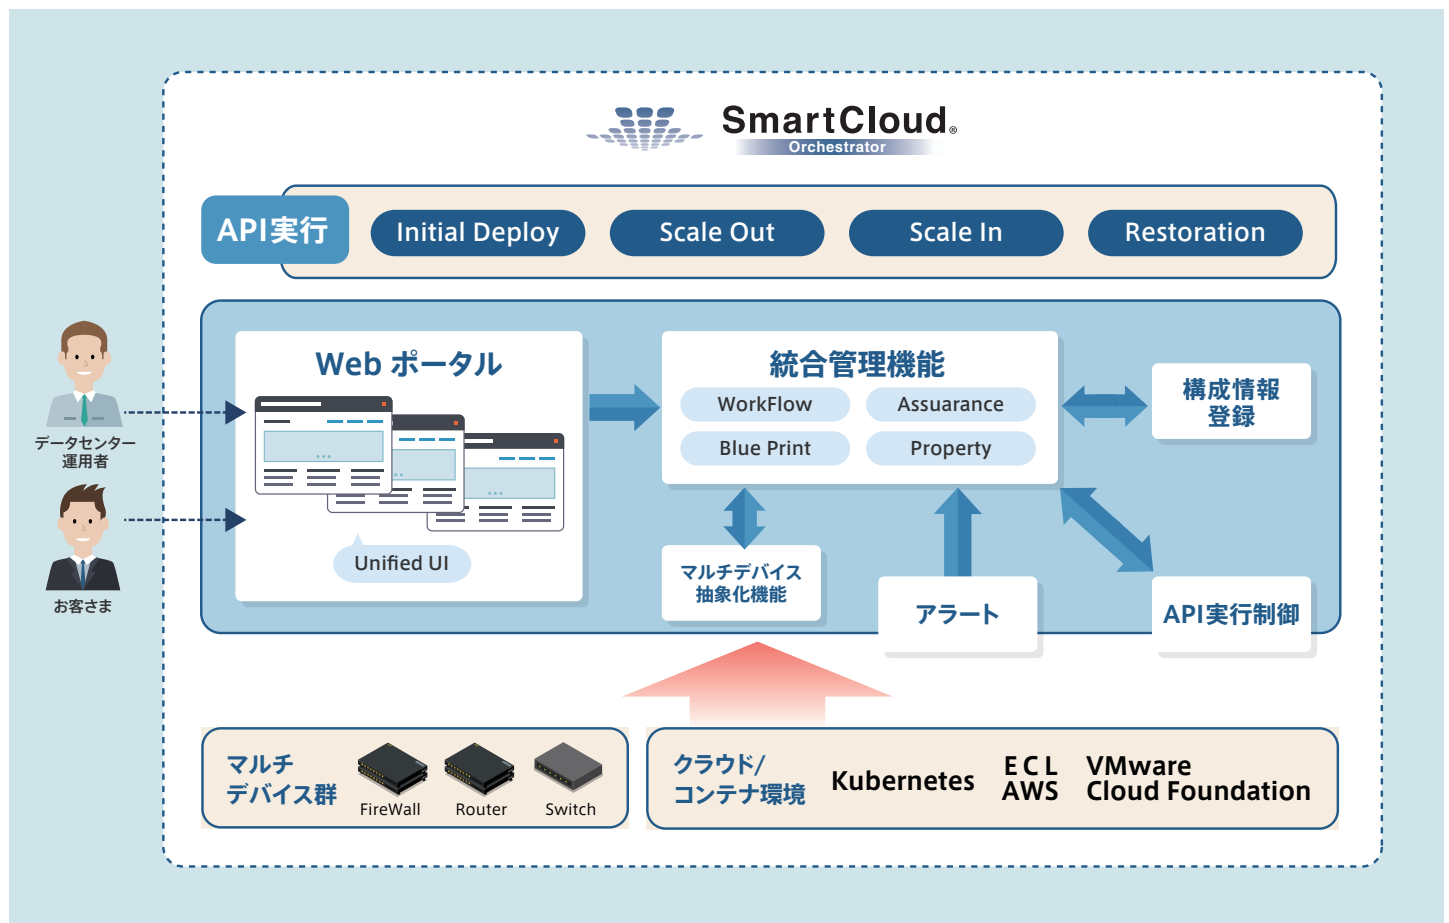 SmartCloud®
Orchestrator
API実行
Initial Deploy
Scale Out
Scale In
Restoration
Web ポータル
Unified UI
統合管理機能
WorkFlow
Assuarance
Blue Print
Property
構成情報
登録
データセンター
運用者
お客さま
マルチデバイス
抽象化機能
アラート
API実行制御
マルチ
デバイス群
FireWall
Router
Switch
クラウド/
コンテナ環境
Kubernetes
ECL
AWS
VMware
Cloud Foundation